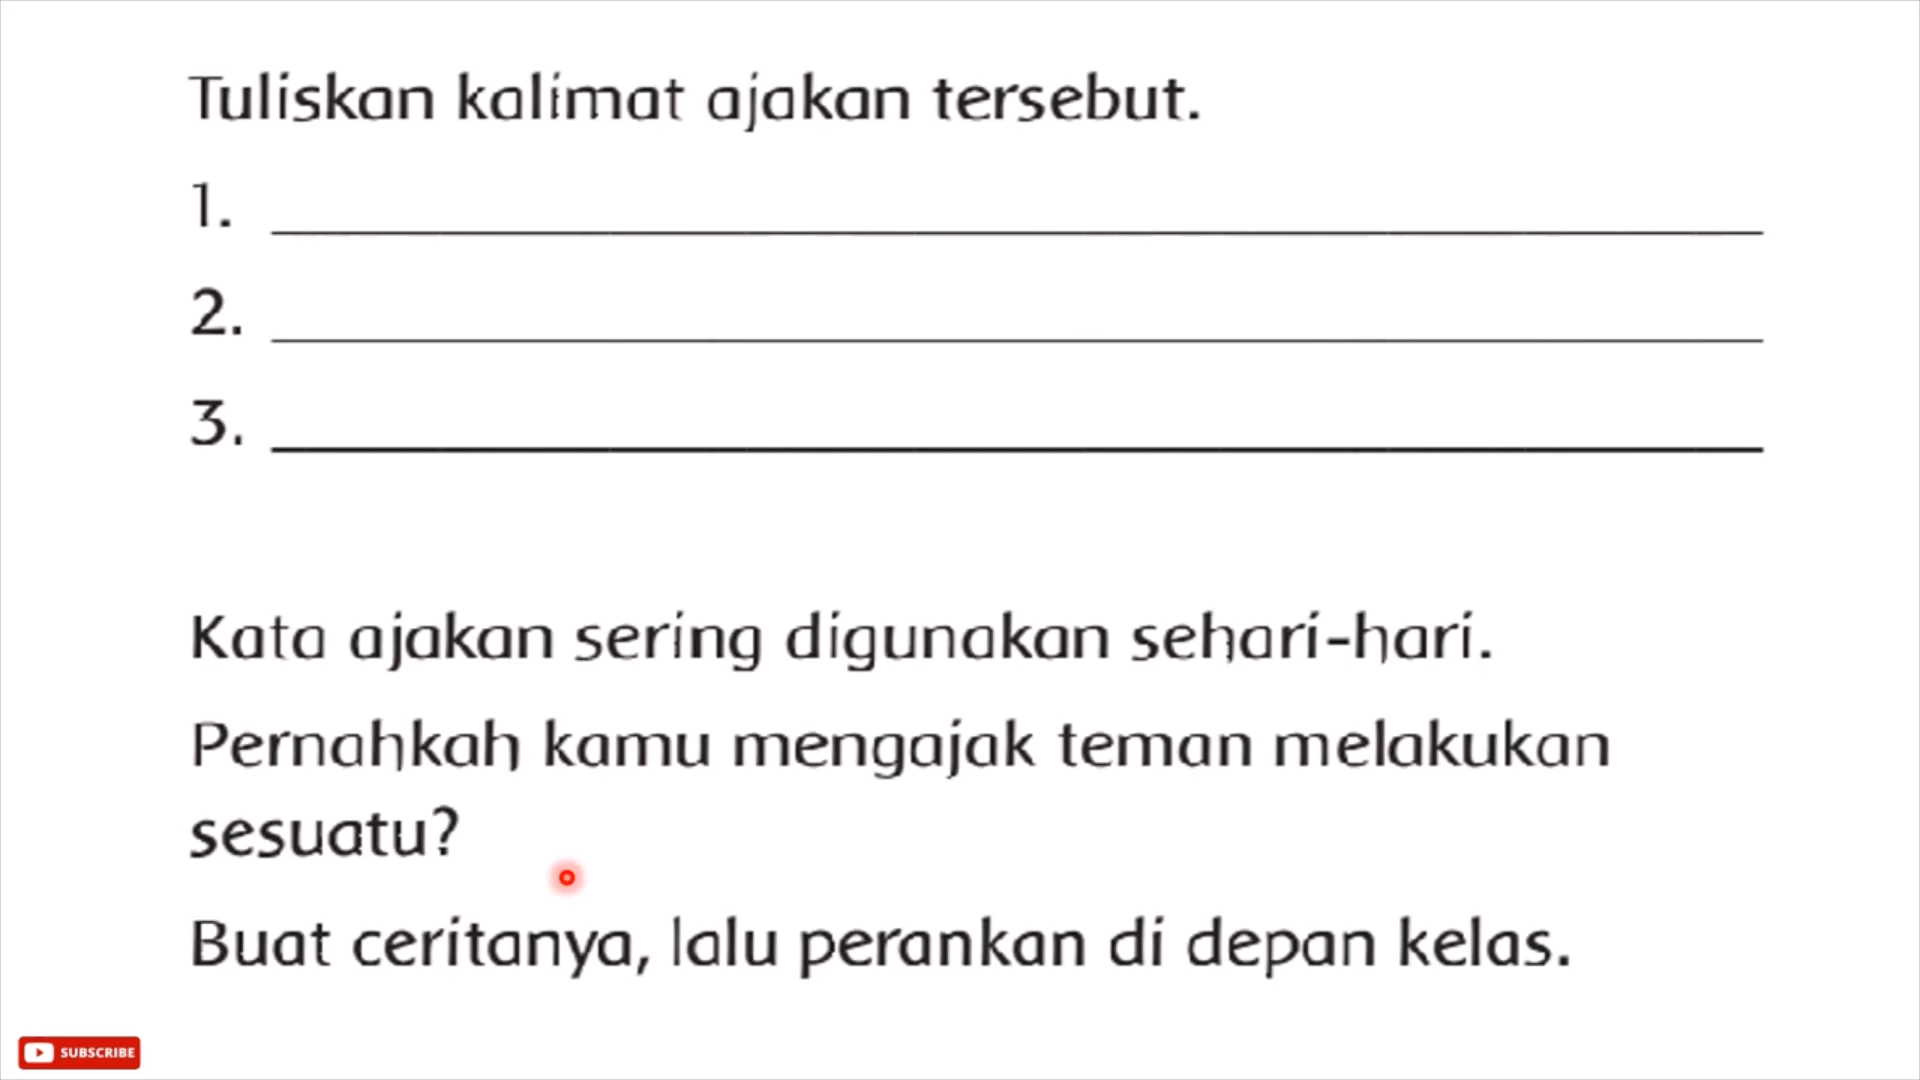 Tuliskan kalimat ajakan tersebut.
1.
2.
3.
Kata ajakan sering digunakan sehari-hari.
Pernahkah kamu mengajak teman melakukan
sesuatu?
Buat ceritanya, lalu perankan di depan kelas.
SUBSCRIBE